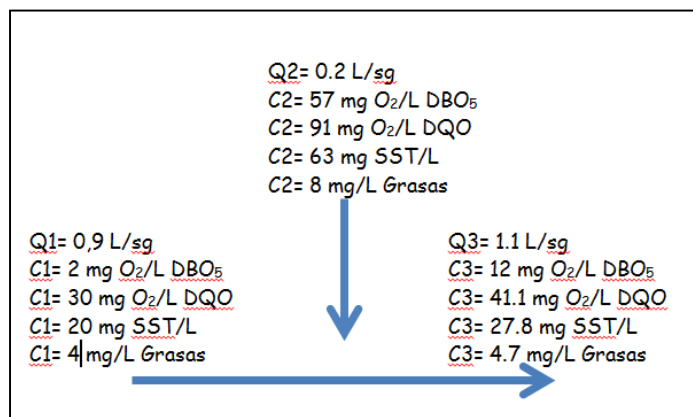 Q2= 0.2 L/sg
C2= 57 mg O₂/L DBO₅
C2= 91 mg O₂/L DQO
C2= 63 mg SST/L
C2= 8 mg/L Grasas
Q1= 0,9 L/sg
C1= 2 mg O₂/L DBO₅
C1= 30 mg O₂/L DQO
C1= 20 mg SST/L
C1= 4 mg/L Grasas
Q3= 1.1 L/sg
C3= 12 mg O₂/L DBO₅
C3= 41.1 mg O₂/L DQO
C3= 27.8 mg SST/L
C3= 4.7 mg/L Grasas